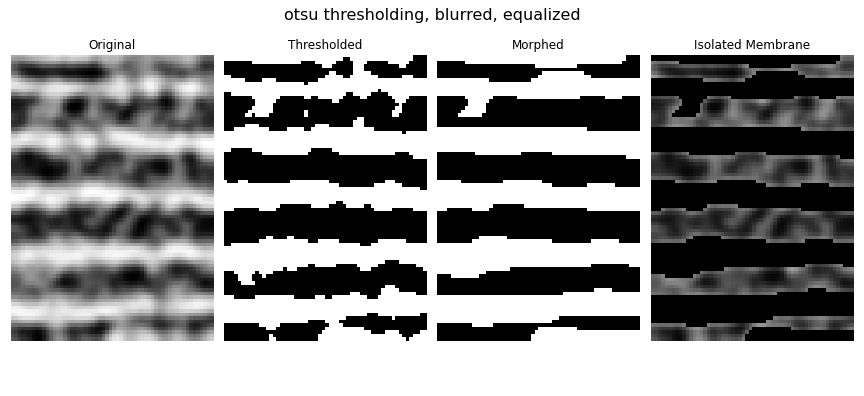 otsu thresholding, blurred, equalized
Original
Thresholded
Morphed
Isolated Membrane